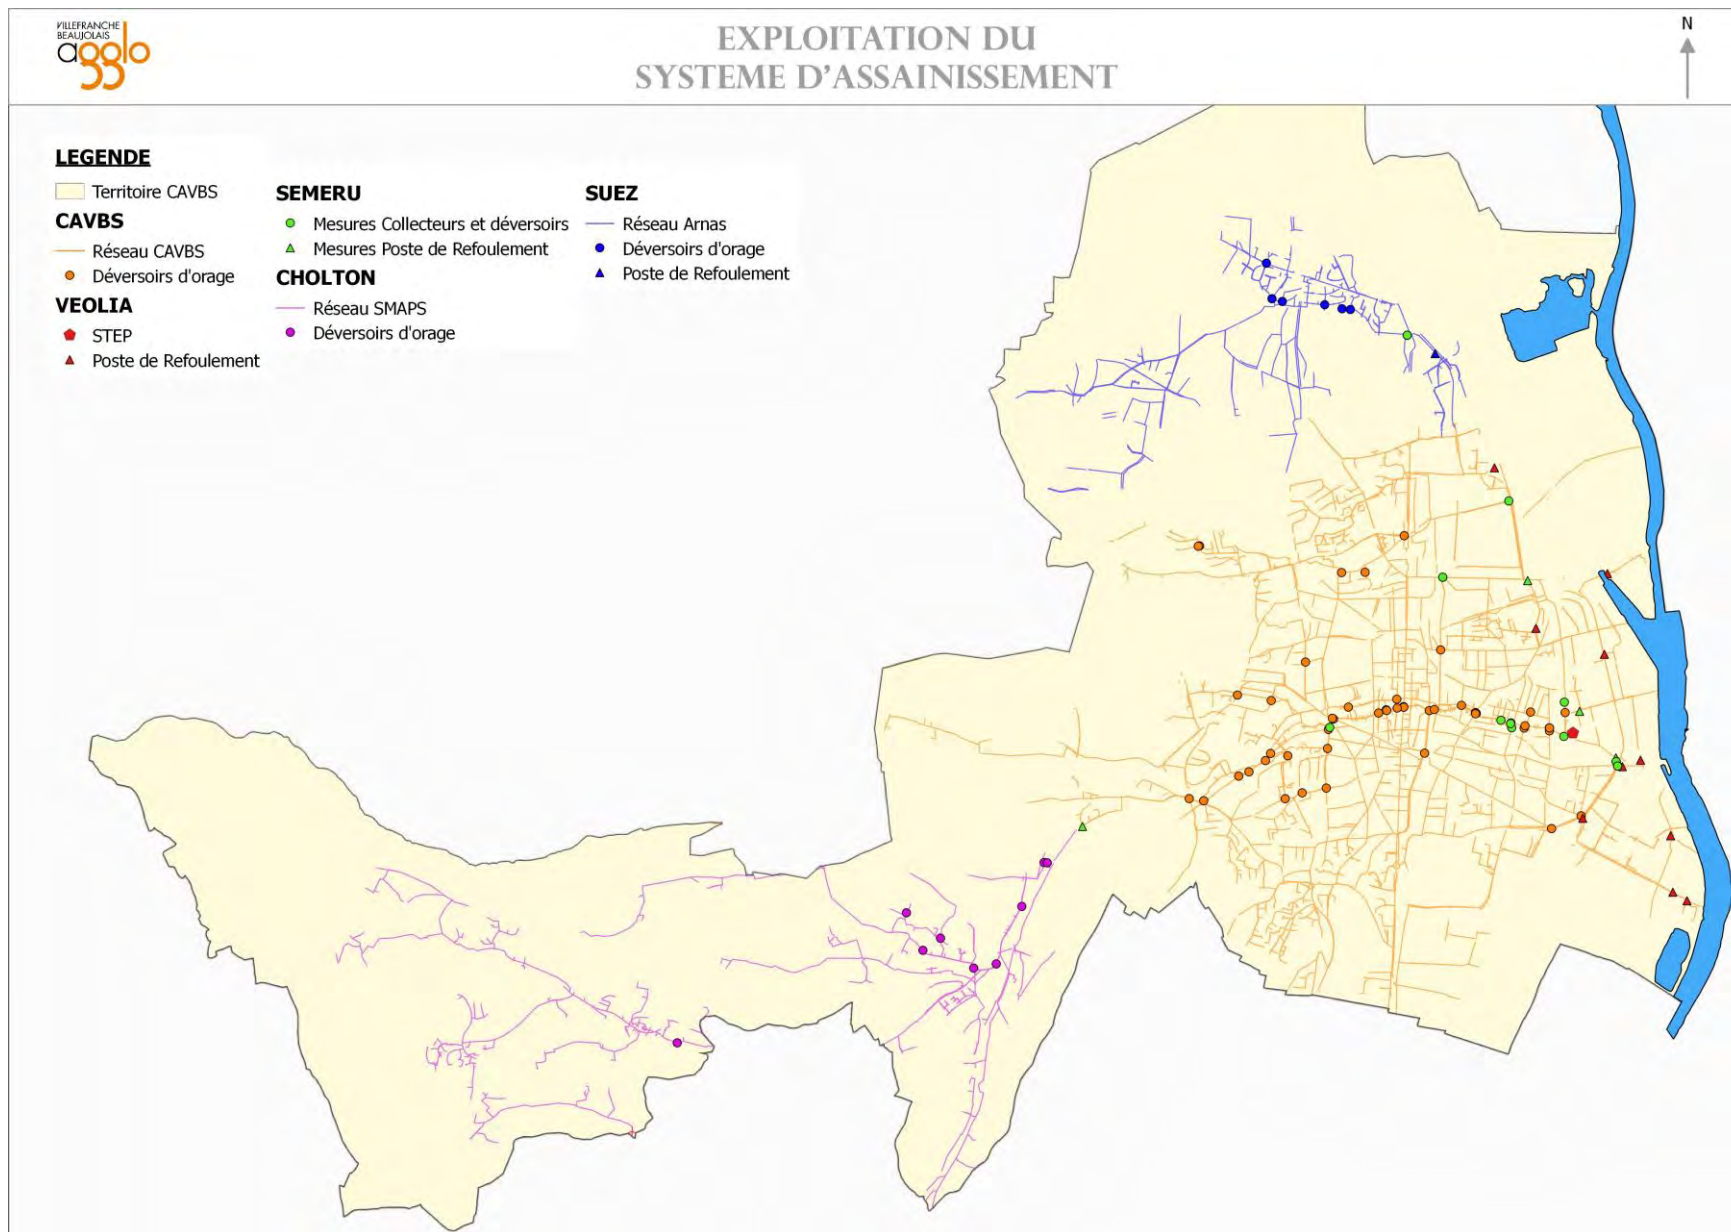 VILLEFRANCHE
BEAUJOLAIS
agglo
EXPLOITATION DU
SYSTEME D'ASSAINISSEMENT
N
LEGENDE
Territoire CAVBS
CAVBS
Réseau CAVBS
Déversoirs d'orage
VEOLIA
STEP
Poste de Refoulement
SEMERU
Mesures Collecteurs et déversoirs
Mesures Poste de Refoulement
CHOLTON
Réseau SMAPS
Déversoirs d'orage
SUEZ
Réseau Arnas
Déversoirs d'orage
Poste de Refoulement